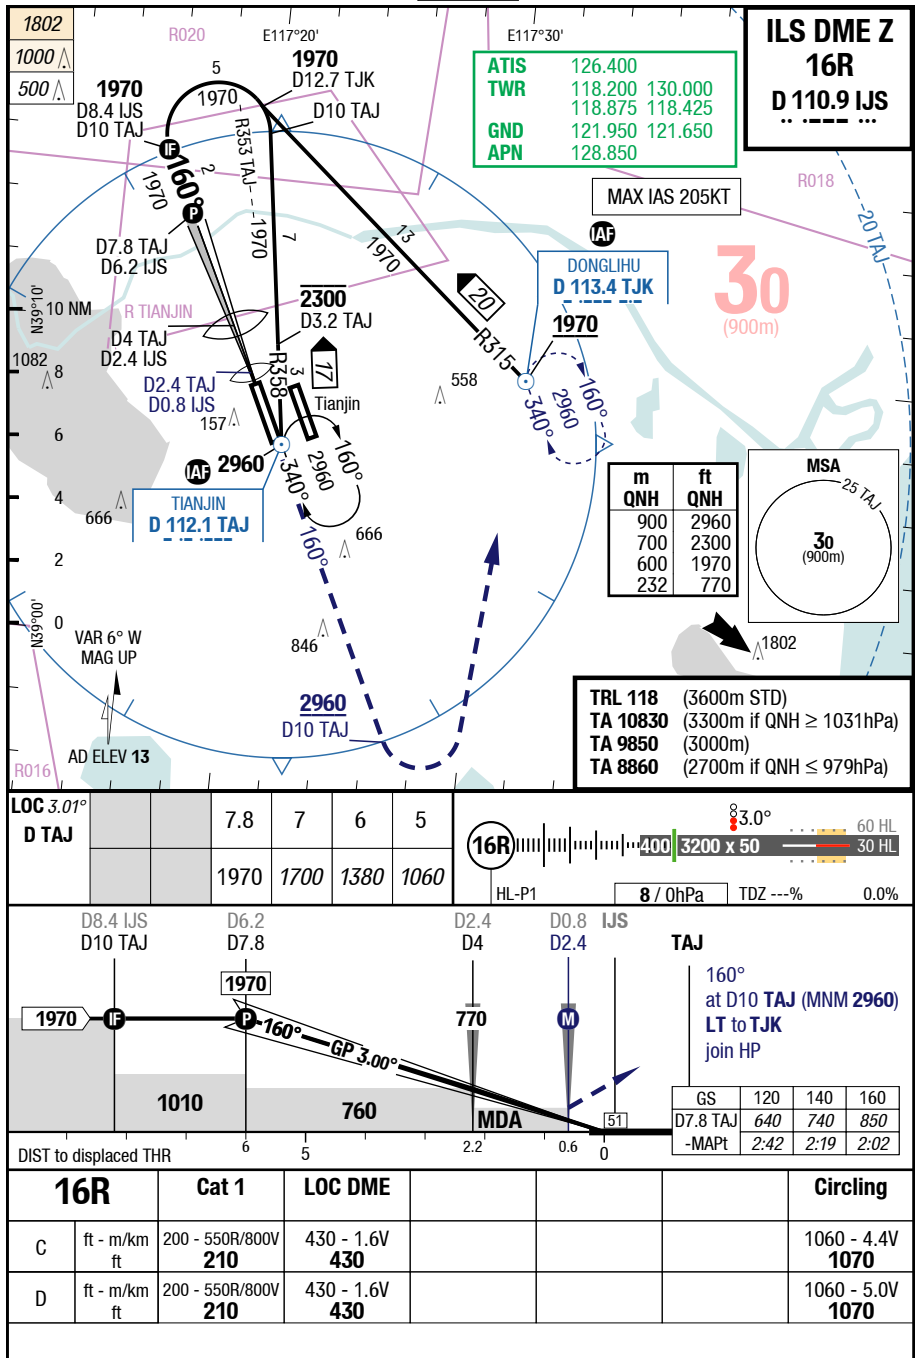 1802
1000
500
R020
E117°20'
E117°30'
ILS DME Z
16R
D 110.9 IJS
ATIS 126.400
TWR 118.200 130.000
118.875 118.425
GND 121.950 121.650
APN 128.850
MAX IAS 205KT
R018
20 TAJ
1970
D8.4 IJS
D10 TAJ
5
1970
1970
D12.7 TJK
D10 TAJ
IF
160°
2
1970
R353 TAJ
1970
7
13
1970
P
D7.8 TAJ
D6.2 IJS
IAF
DONGLIHU
D 113.4 TJK
30
(900m)
N39°10'
10 NM
R TIANJIN
2300
D3.2 TAJ
20
R315
1970
D4 TAJ
D2.4 IJS
1082
8
D2.4 TAJ
D0.8 IJS
R358
3
17
Tianjin
558
157
160°
2960
340°
6
IAF
2960
160°
2960
340°
TIANJIN
D 112.1 TAJ
4
666
666
160°
2
m ft
QNH QNH
900 2960
700 2300
600 1970
232 770
MSA
25 TAJ
30
(900m)
N39°00'
0
VAR 6° W
MAG UP
846
1802
2960
D10 TAJ
AD ELEV 13
R016
TRL 118 (3600m STD)
TA 10830 (3300m if QNH ≥ 1031hPa)
TA 9850 (3000m)
TA 8860 (2700m if QNH ≤ 979hPa)
LOC 3.01°
D TAJ
7.8 7 6 5
1970 1700 1380 1060
16R
3.0°
400 3200 x 50
60 HL
30 HL
HL-P1
8 / 0hPa
TDZ ---%
0.0%
D8.4 IJS D6.2 D2.4 D0.8 IJS
D10 TAJ D7.8 D4 D2.4 TAJ
1970
1970
IF
P
160°
GP 3.00°
770
M
160°
at D10 TAJ (MNM 2960)
LT to TJK
join HP
1010
760
MDA
51
GS 120 140 160
D7.8 TAJ 640 740 850
-MAPt 2:42 2:19 2:02
DIST to displaced THR
6 5 2.2 0.6 0
16R Cat 1 LOC DME Circling
C ft - m/km 200 - 550R/800V 430 - 1.6V 1060 - 4.4V
ft 210 430 1070
D ft - m/km 200 - 550R/800V 430 - 1.6V 1060 - 5.0V
ft 210 430 1070